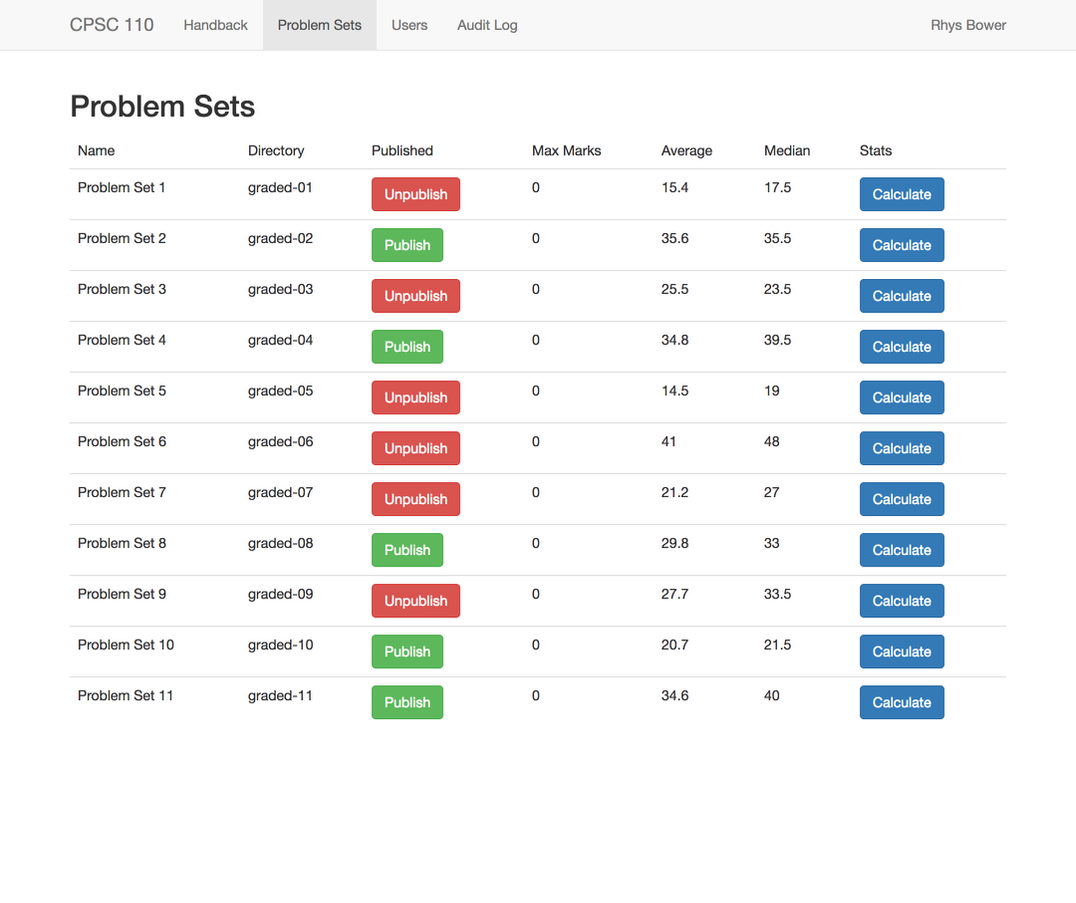 CPSC 110 Handback Problem Sets Users Audit Log Rhys Bower
Problem Sets
Name Directory Published Max Marks Average Median Stats
Problem Set 1 graded-01 Unpublish 0 15.4 17.5 Calculate
Problem Set 2 graded-02 Publish 0 35.6 35.5 Calculate
Problem Set 3 graded-03 Unpublish 0 25.5 23.5 Calculate
Problem Set 4 graded-04 Publish 0 34.8 39.5 Calculate
Problem Set 5 graded-05 Unpublish 0 14.5 19 Calculate
Problem Set 6 graded-06 Unpublish 0 41 48 Calculate
Problem Set 7 graded-07 Unpublish 0 21.2 27 Calculate
Problem Set 8 graded-08 Publish 0 29.8 33 Calculate
Problem Set 9 graded-09 Unpublish 0 27.7 33.5 Calculate
Problem Set 10 graded-10 Publish 0 20.7 21.5 Calculate
Problem Set 11 graded-11 Publish 0 34.6 40 Calculate